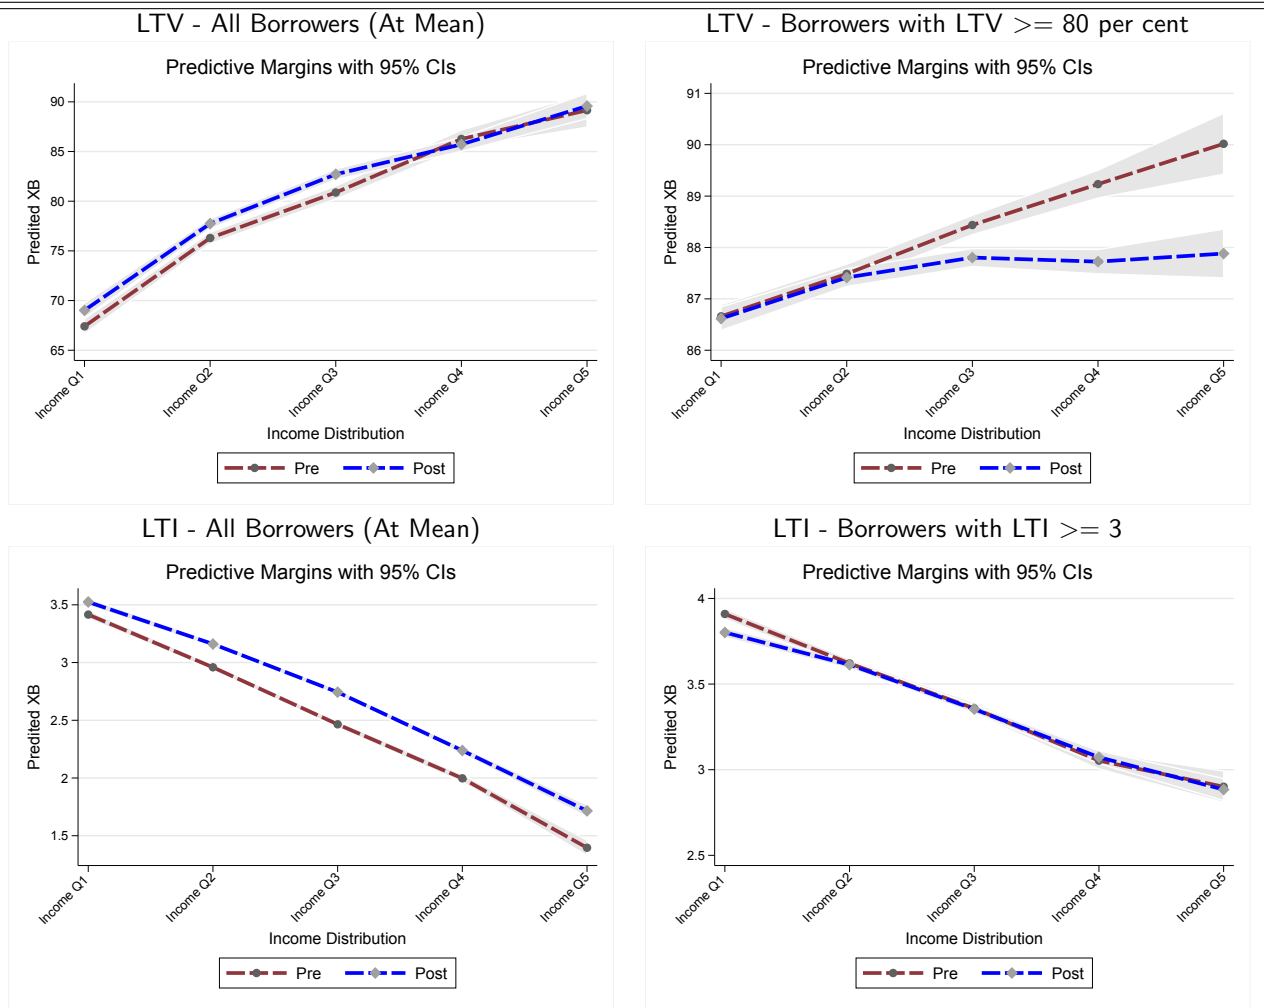 LTV - All Borrowers (At Mean)
Predictive Margins with 95% CIs
Predited XB
90
85
80
75
70
65
Income Q1
Income Q2
Income Q3
Income Q4
Income Q5
Income Distribution
Pre Post
LTV - Borrowers with LTV >= 80 per cent
Predictive Margins with 95% CIs
Predited XB
91
90
89
88
87
86
Income Q1
Income Q2
Income Q3
Income Q4
Income Q5
Income Distribution
Pre Post
LTI - All Borrowers (At Mean)
Predictive Margins with 95% CIs
Predited XB
3.5
3
2.5
2
1.5
Income Q1
Income Q2
Income Q3
Income Q4
Income Q5
Income Distribution
Pre Post
LTI - Borrowers with LTI >= 3
Predictive Margins with 95% CIs
Predited XB
4
3.5
3
2.5
Income Q1
Income Q2
Income Q3
Income Q4
Income Q5
Income Distribution
Pre Post